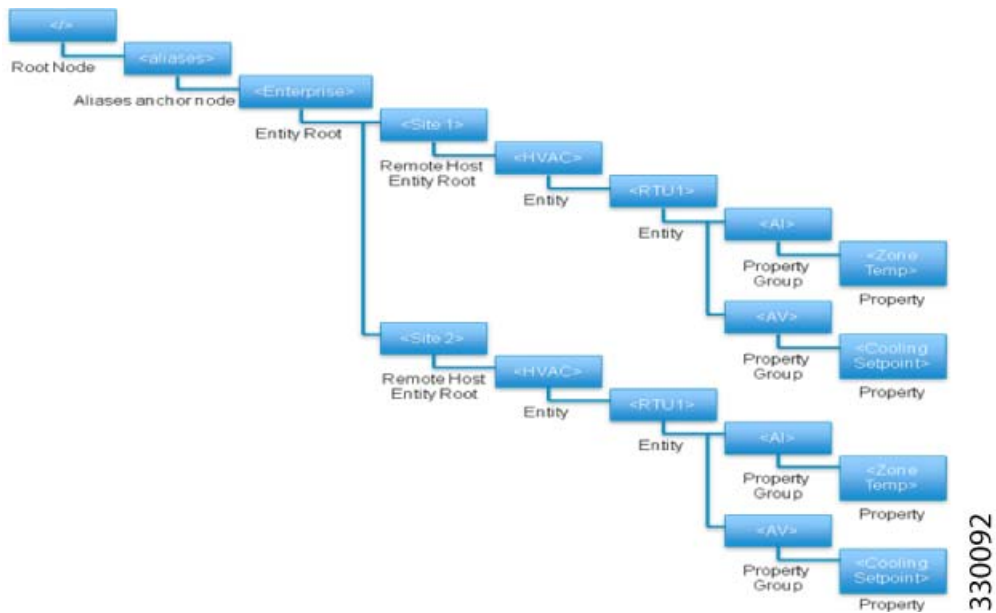 </>
Root Node
<aliases>
Aliases anchor node
<Enterprise>
Entity Root
<Site 1>
Remote Host
Entity Root
<HVAC>
Entity
<RTU1>
Entity
<AI>
Property
Group
<Zone
Temp>
Property
<AV>
Property
Group
<Cooling
Setpoint>
Property
<Site 2>
Remote Host
Entity Root
<HVAC>
Entity
<RTU1>
Entity
<AI>
Property
Group
<Zone
Temp>
Property
<AV>
Property
Group
<Cooling
Setpoint>
Property
330092